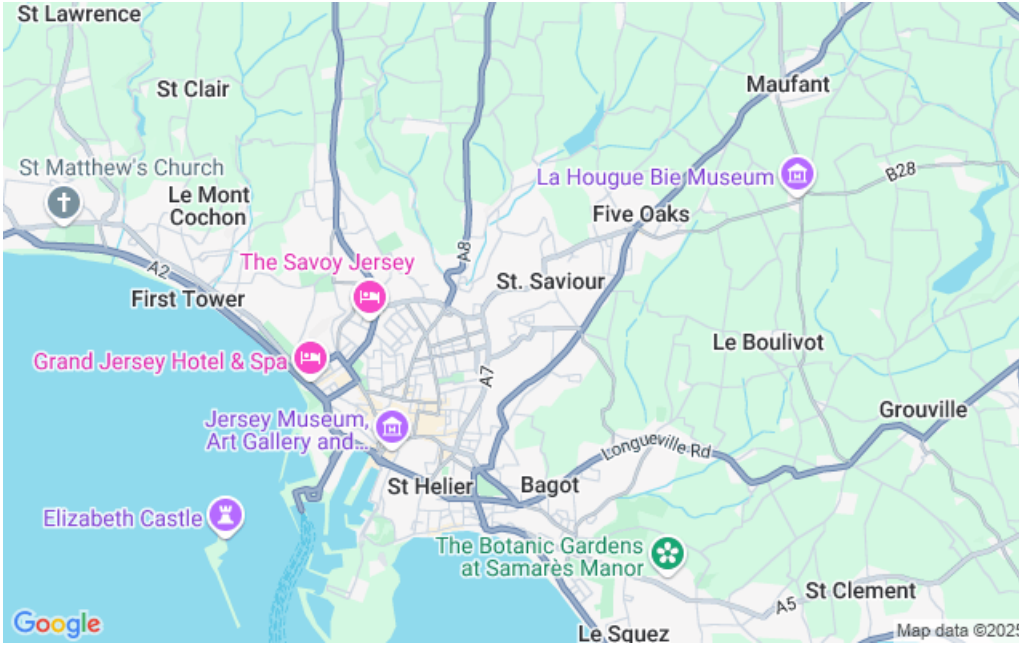 St Lawrence
St Clair
Maufant
St Matthew's Church
La Hougue Bie Museum
B28
Le Mont
Cochon
Five Oaks
A8
The Savoy Jersey
A2
St. Saviour
First Tower
Le Boulivot
Grand Jersey Hotel & Spa
A7
Grouville
Jersey Museum,
Art Gallery and...
Longueville Rd
St Helier
Bagot
Elizabeth Castle
The Botanic Gardens
at Samarès Manor
St Clement
A5
Google
Le Squez
Map data ©2025